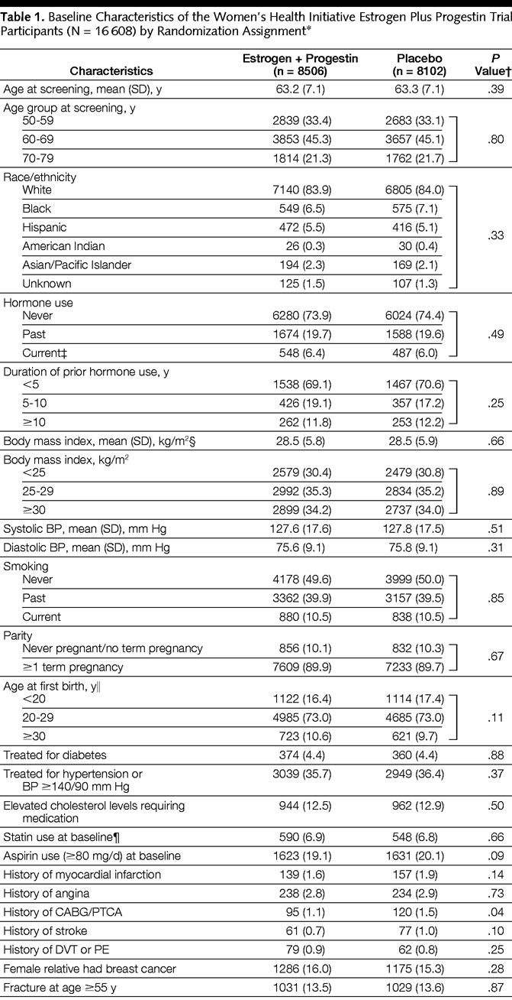 Table 1. Baseline Characteristics of the Women's Health Initiative Estrogen Plus Progestin Trial
Participants (N = 16 608) by Randomization Assignment*
Characteristics Estrogen + Progestin (n = 8506) Placebo (n = 8102) P Value†
Age at screening, mean (SD), y 63.2 (7.1) 63.3 (7.1) .39
Age group at screening, y
50-59 2839 (33.4) 2683 (33.1)
60-69 3853 (45.3) 3657 (45.1) .80
70-79 1814 (21.3) 1762 (21.7)
Race/ethnicity
White 7140 (83.9) 6805 (84.0)
Black 549 (6.5) 575 (7.1)
Hispanic 472 (5.5) 416 (5.1)
.33
American Indian 26 (0.3) 30 (0.4)
Asian/Pacific Islander 194 (2.3) 169 (2.1)
Unknown 125 (1.5) 107 (1.3)
Hormone use
Never 6280 (73.9) 6024 (74.4)
Past 1674 (19.7) 1588 (19.6) .49
Current‡ 548 (6.4) 487 (6.0)
Duration of prior hormone use, y
<5 1538 (69.1) 1467 (70.6)
5-10 426 (19.1) 357 (17.2) .25
≥10 262 (11.8) 253 (12.2)
Body mass index, mean (SD), kg/m²§ 28.5 (5.8) 28.5 (5.9) .66
Body mass index, kg/m²
<25 2579 (30.4) 2479 (30.8)
25-29 2992 (35.3) 2834 (35.2) .89
≥30 2899 (34.2) 2737 (34.0)
Systolic BP, mean (SD), mm Hg 127.6 (17.6) 127.8 (17.5) .51
Diastolic BP, mean (SD), mm Hg 75.6 (9.1) 75.8 (9.1) .31
Smoking
Never 4178 (49.6) 3999 (50.0)
Past 3362 (39.9) 3157 (39.5) .85
Current 880 (10.5) 838 (10.5)
Parity
Never pregnant/no term pregnancy 856 (10.1) 832 (10.3)
.67
≥1 term pregnancy 7609 (89.9) 7233 (89.7)
Age at first birth, y∥
<20 1122 (16.4) 1114 (17.4)
20-29 4985 (73.0) 4685 (73.0) .11
≥30 723 (10.6) 621 (9.7)
Treated for diabetes 374 (4.4) 360 (4.4) .88
Treated for hypertension or 3039 (35.7) 2949 (36.4) .37
BP ≥140/90 mm Hg
Elevated cholesterol levels requiring 944 (12.5) 962 (12.9) .50
medication
Statin use at baseline¶ 590 (6.9) 548 (6.8) .66
Aspirin use (≥80 mg/d) at baseline 1623 (19.1) 1631 (20.1) .09
History of myocardial infarction 139 (1.6) 157 (1.9) .14
History of angina 238 (2.8) 234 (2.9) .73
History of CABG/PTCA 95 (1.1) 120 (1.5) .04
History of stroke 61 (0.7) 77 (1.0) .10
History of DVT or PE 79 (0.9) 62 (0.8) .25
Female relative had breast cancer 1286 (16.0) 1175 (15.3) .28
Fracture at age ≥55 y 1031 (13.5) 1029 (13.6) .87